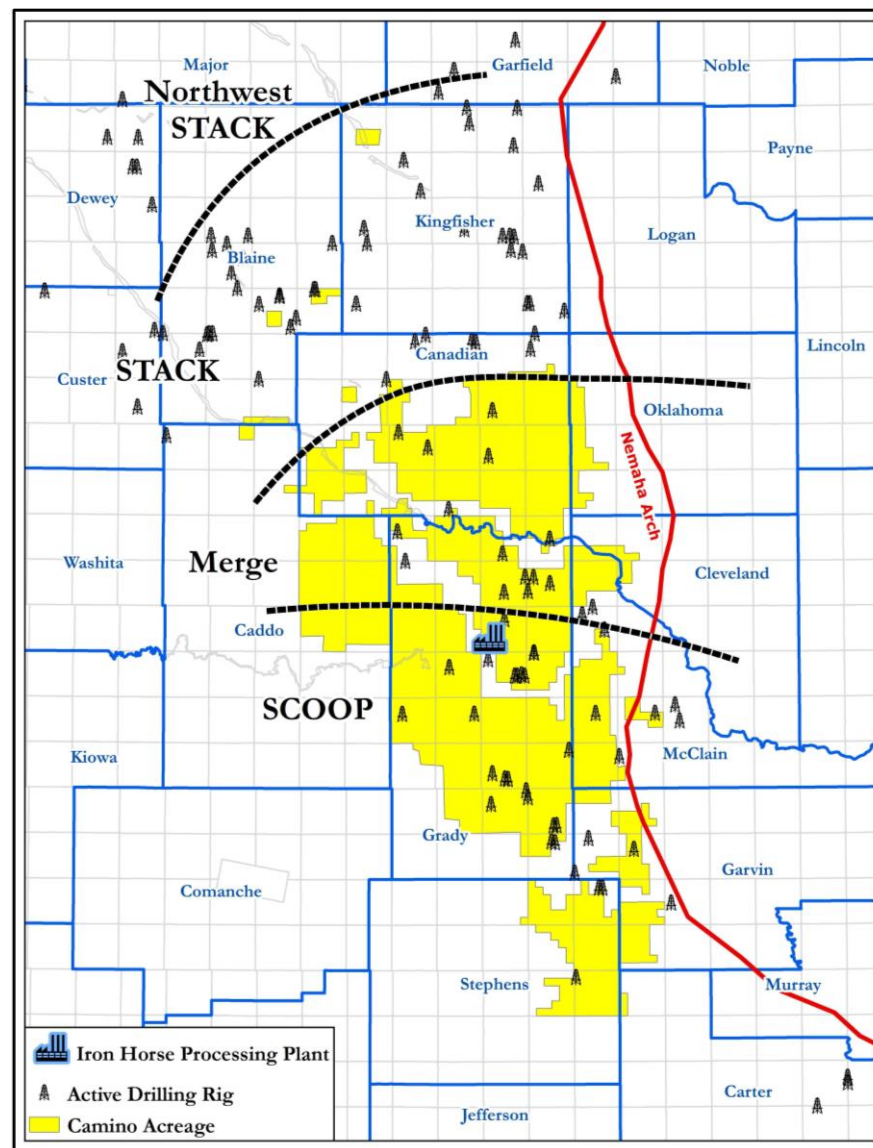 Major
Garfield
Noble
Northwest
STACK
Payne
Dewey
Kingfisher
Logan
Blaine
Lincoln
Canadian
STACK
Custer
Oklahoma
Nemaha Arch
Washita
Merge
Cleveland
Caddo
SCOOP
Kiowa
McClain
Grady
Comanche
Garvin
Stephens
Murray
Iron Horse Processing Plant
Active Drilling Rig
Carter
Camino Acreage
Jefferson